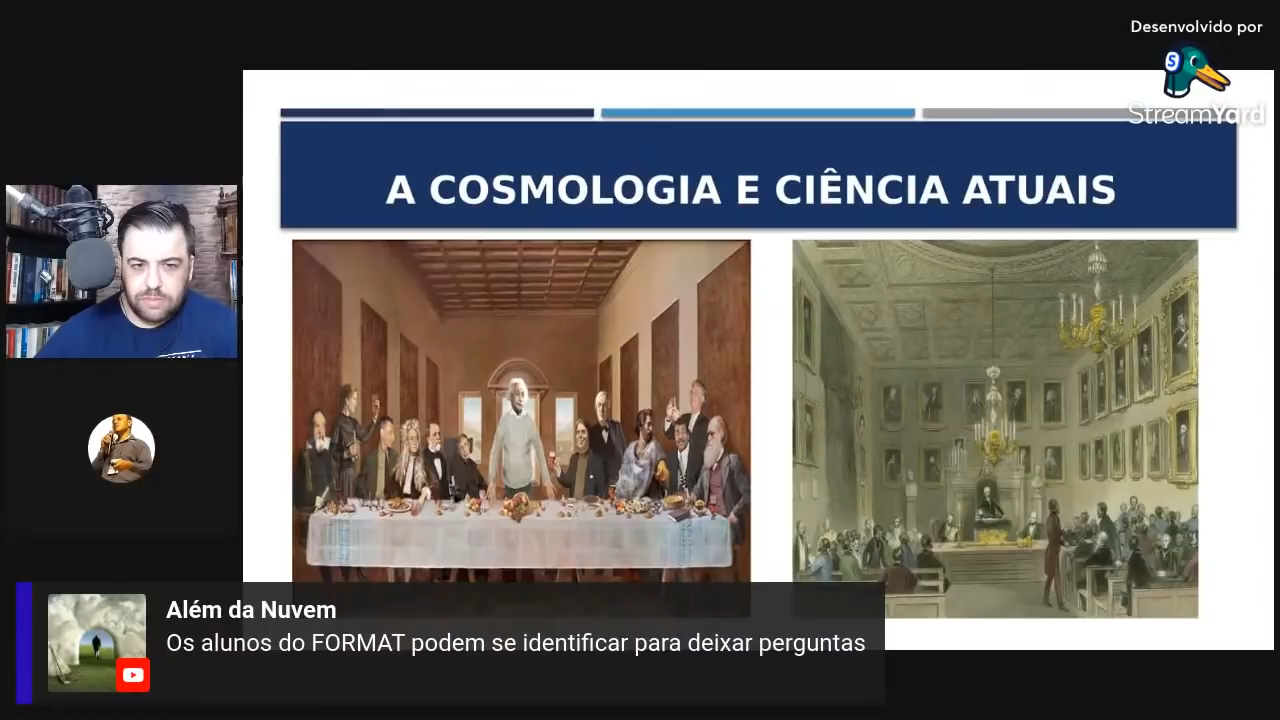 Desenvolvido por
StreamYard
A COSMOLOGIA E CIÊNCIA ATUAIS
Além da Nuvem
Os alunos do FORMAT podem se identificar para deixar perguntas